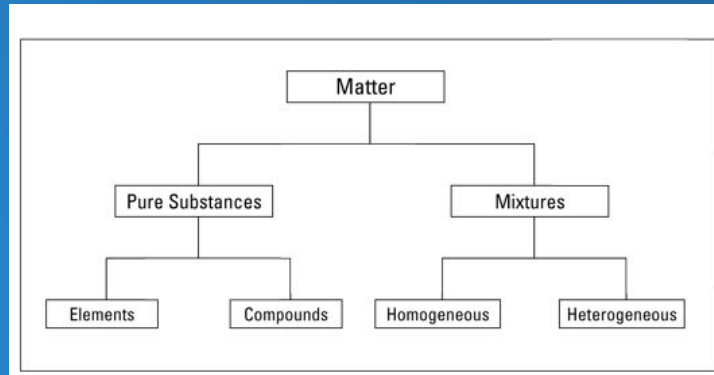 Matter
Pure Substances
Mixtures
Elements
Compounds
Homogeneous
Heterogeneous